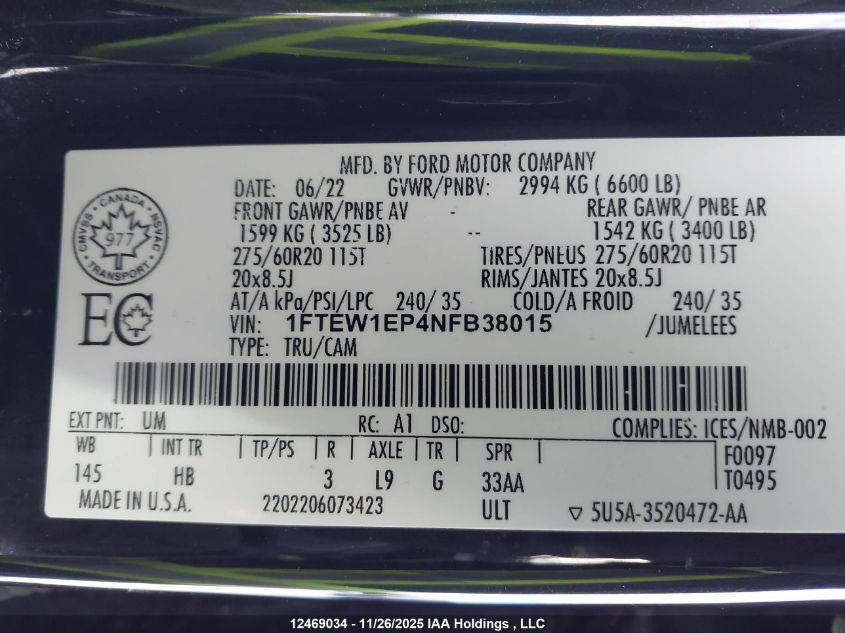 MFD. BY FORD MOTOR COMPANY
DATE: 06/22 GVWR/PNBV: 2994 KG ( 6600 LB)
FRONT GAWR/PNBE AV - REAR GAWR/ PNBE AR
1599 KG ( 3525 LB) -- 1542 KG ( 3400 LB)
275/60R20 115T TIRES/PNEUS 275/60R20 115T
20x8.5J RIMS/JANTES 20x8.5J
AT/A kPa/PSI/LPC 240/ 35 COLD/A FROID 240/ 35
VIN: 1FTEW1EP4NFB38015 /JUMELEES
TYPE: TRU/CAM
CANADA
CMVSS NSVAC
977
TRANSPORT
EC
EXT PNT: UM RC: A1 DSO: COMPLIES: ICES/NMB-002
WB | INT TR | TP/PS | R | AXLE | TR | SPR | F0097
145 HB 3 L9 G 33AA T0495
MADE IN U.S.A. 2202206073423 ULT ▽ 5U5A-3520472-AA
12469034 - 11/26/2025 IAA Holdings , LLC